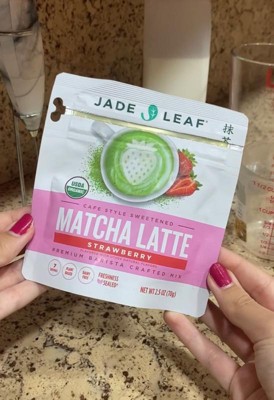 JADE LEAF
抹茶
USDA
ORGANIC
CAFE STYLE SWEETENED
MATCHA LATTE
STRAWBERRY
PREMIUM BARISTA CRAFTED MIX
FRESHNESS
SEALED
NET WT 2.5 OZ (70g)